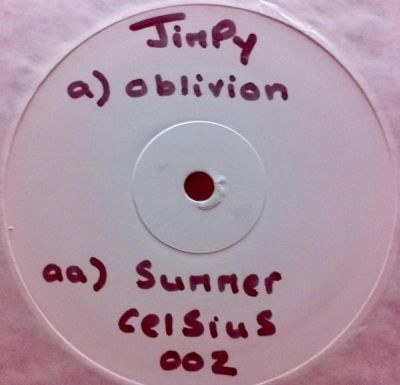 Jimpy
a) oblivion
aa) Summer
Celsius
002